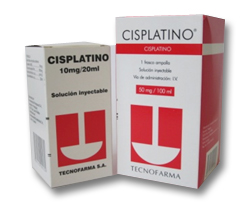 CISPLATINO
10mg/20ml
Solución inyectable
TECNOFARMA S.A.
CISPLATINO®
CISPLATINO
1 frasco ampolla
Solución inyectable
Vía de administración: I.V.
50 mg / 100 ml
TECNOFARMA